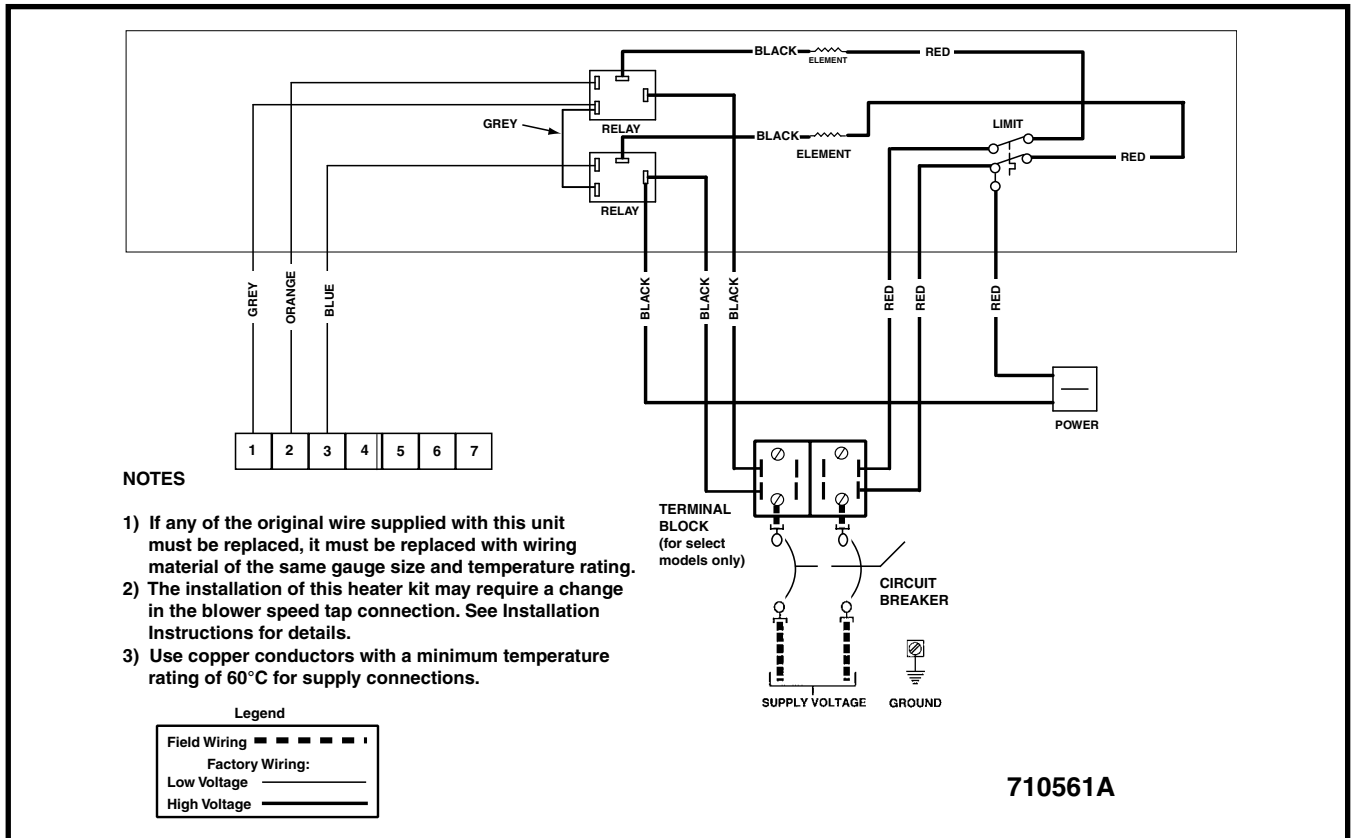 BLACK
ELEMENT
RED
GREY
RELAY
BLACK
ELEMENT
LIMIT
RED
RELAY
GREY
ORANGE
BLUE
BLACK
BLACK
BLACK
RED
RED
RED
POWER
1 2 3 4 5 6 7
NOTES
1) If any of the original wire supplied with this unit
must be replaced, it must be replaced with wiring
material of the same gauge size and temperature rating.
2) The installation of this heater kit may require a change
in the blower speed tap connection. See Installation
Instructions for details.
3) Use copper conductors with a minimum temperature
rating of 60°C for supply connections.
TERMINAL
BLOCK
(for select
models only)
CIRCUIT
BREAKER
SUPPLY VOLTAGE
GROUND
Legend
Field Wiring
Factory Wiring:
Low Voltage
High Voltage
710561A